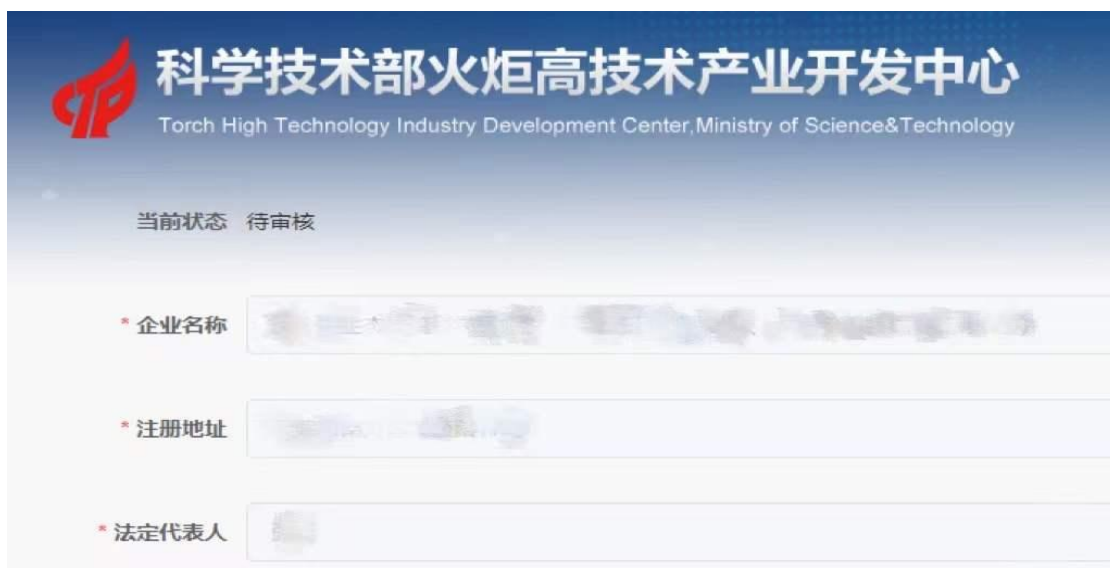 科学技术部火炬高技术产业开发中心
Torch High Technology Industry Development Center,Ministry of Science&Technology
当前状态 待审核
* 企业名称
* 注册地址
* 法定代表人